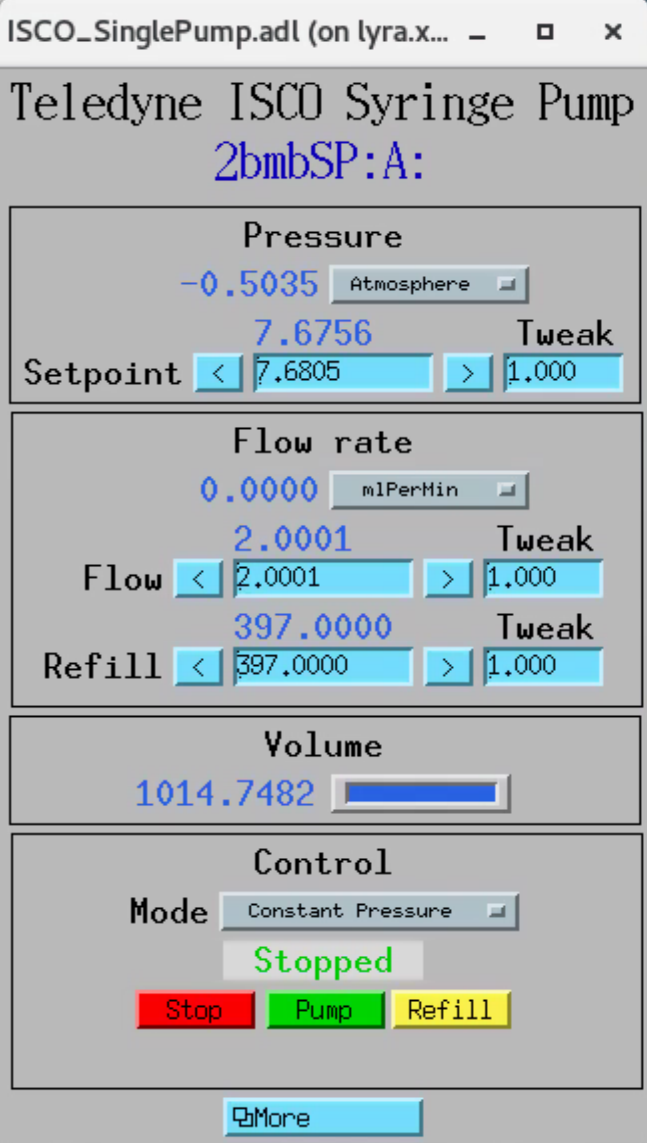 ISCO_SinglePump.adl (on lyra.x...
Teledyne ISCO Syringe Pump
2bmbSP:A:
Pressure
-0.5035 Atmosphere
7.6756 Tweak
Setpoint < 7.6805 > 1.000
Flow rate
0.0000 mlPerMin
2.0001 Tweak
Flow < 2.0001 > 1.000
397.0000 Tweak
Refill < 397.0000 > 1.000
Volume
1014.7482
Control
Mode Constant Pressure
Stopped
Stop Pump Refill
More